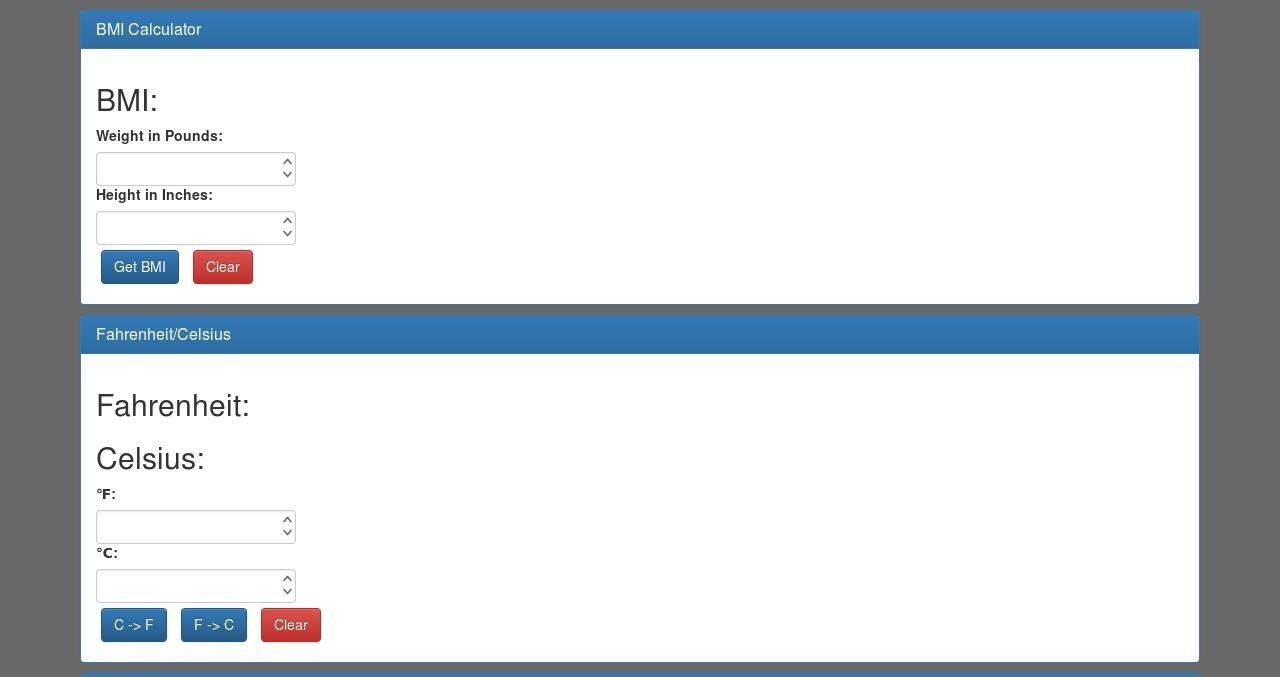 BMI Calculator
BMI:
Weight in Pounds:
Height in Inches:
Get BMI Clear
Fahrenheit/Celsius
Fahrenheit:
Celsius:
°F:
°C:
C -> F F -> C Clear